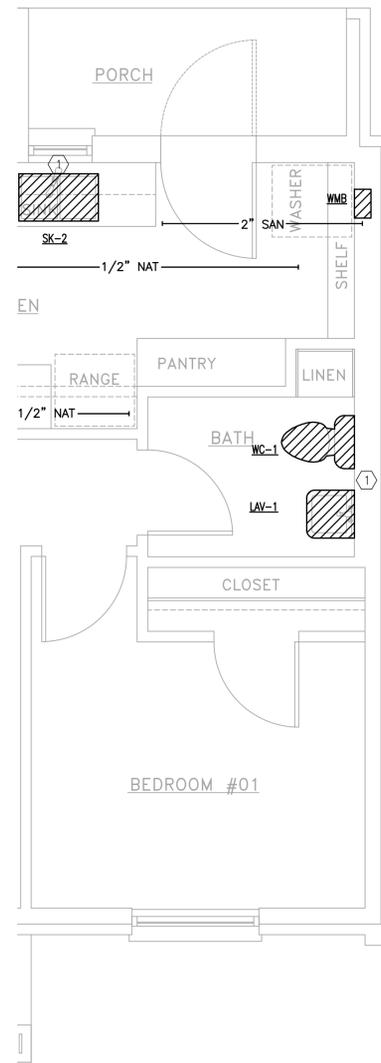 PORCH
1
SINK
SK-2
WASHER
WMB
2" SAN
1/2" NAT
SHELF
EN
PANTRY
RANGE
LINEN
1/2" NAT
BATH
WC-1
1
LAV-1
CLOSET
BEDROOM #01